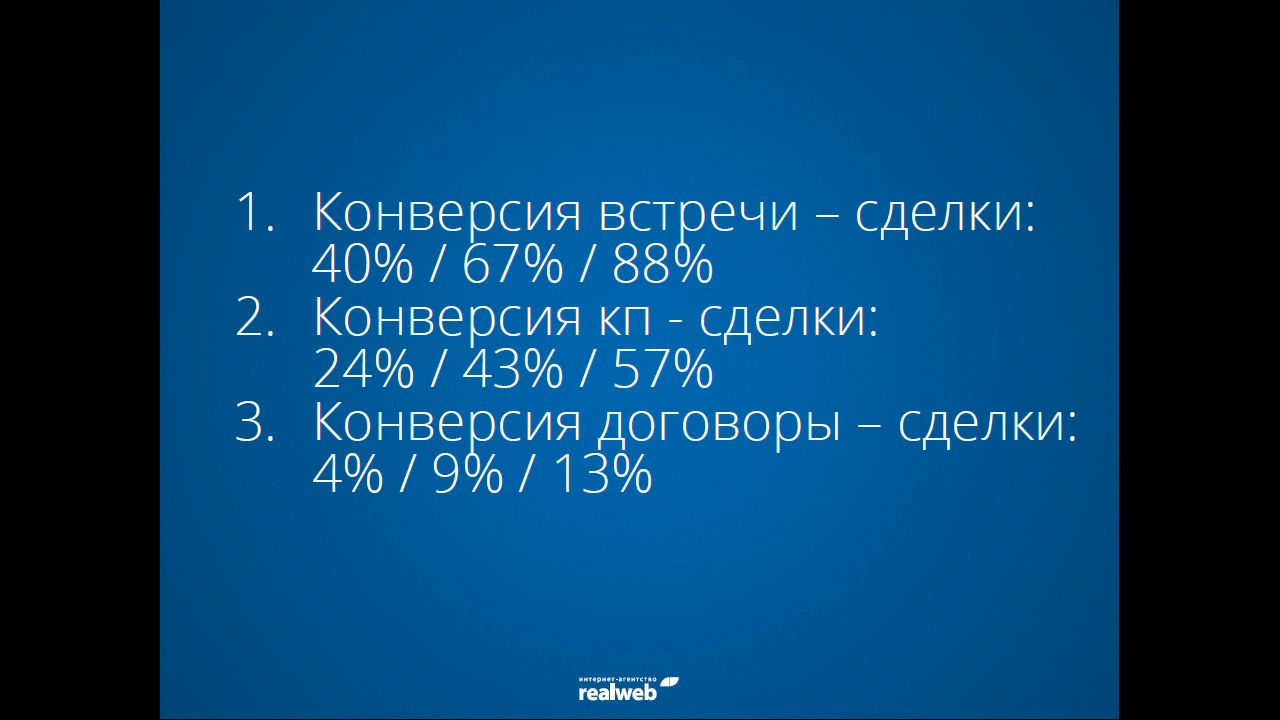 1. Конверсия встречи – сделки:
40% / 67% / 88%
2. Конверсия кп - сделки:
24% / 43% / 57%
3. Конверсия договоры – сделки:
4% / 9% / 13%
интернет-агентство
realweb